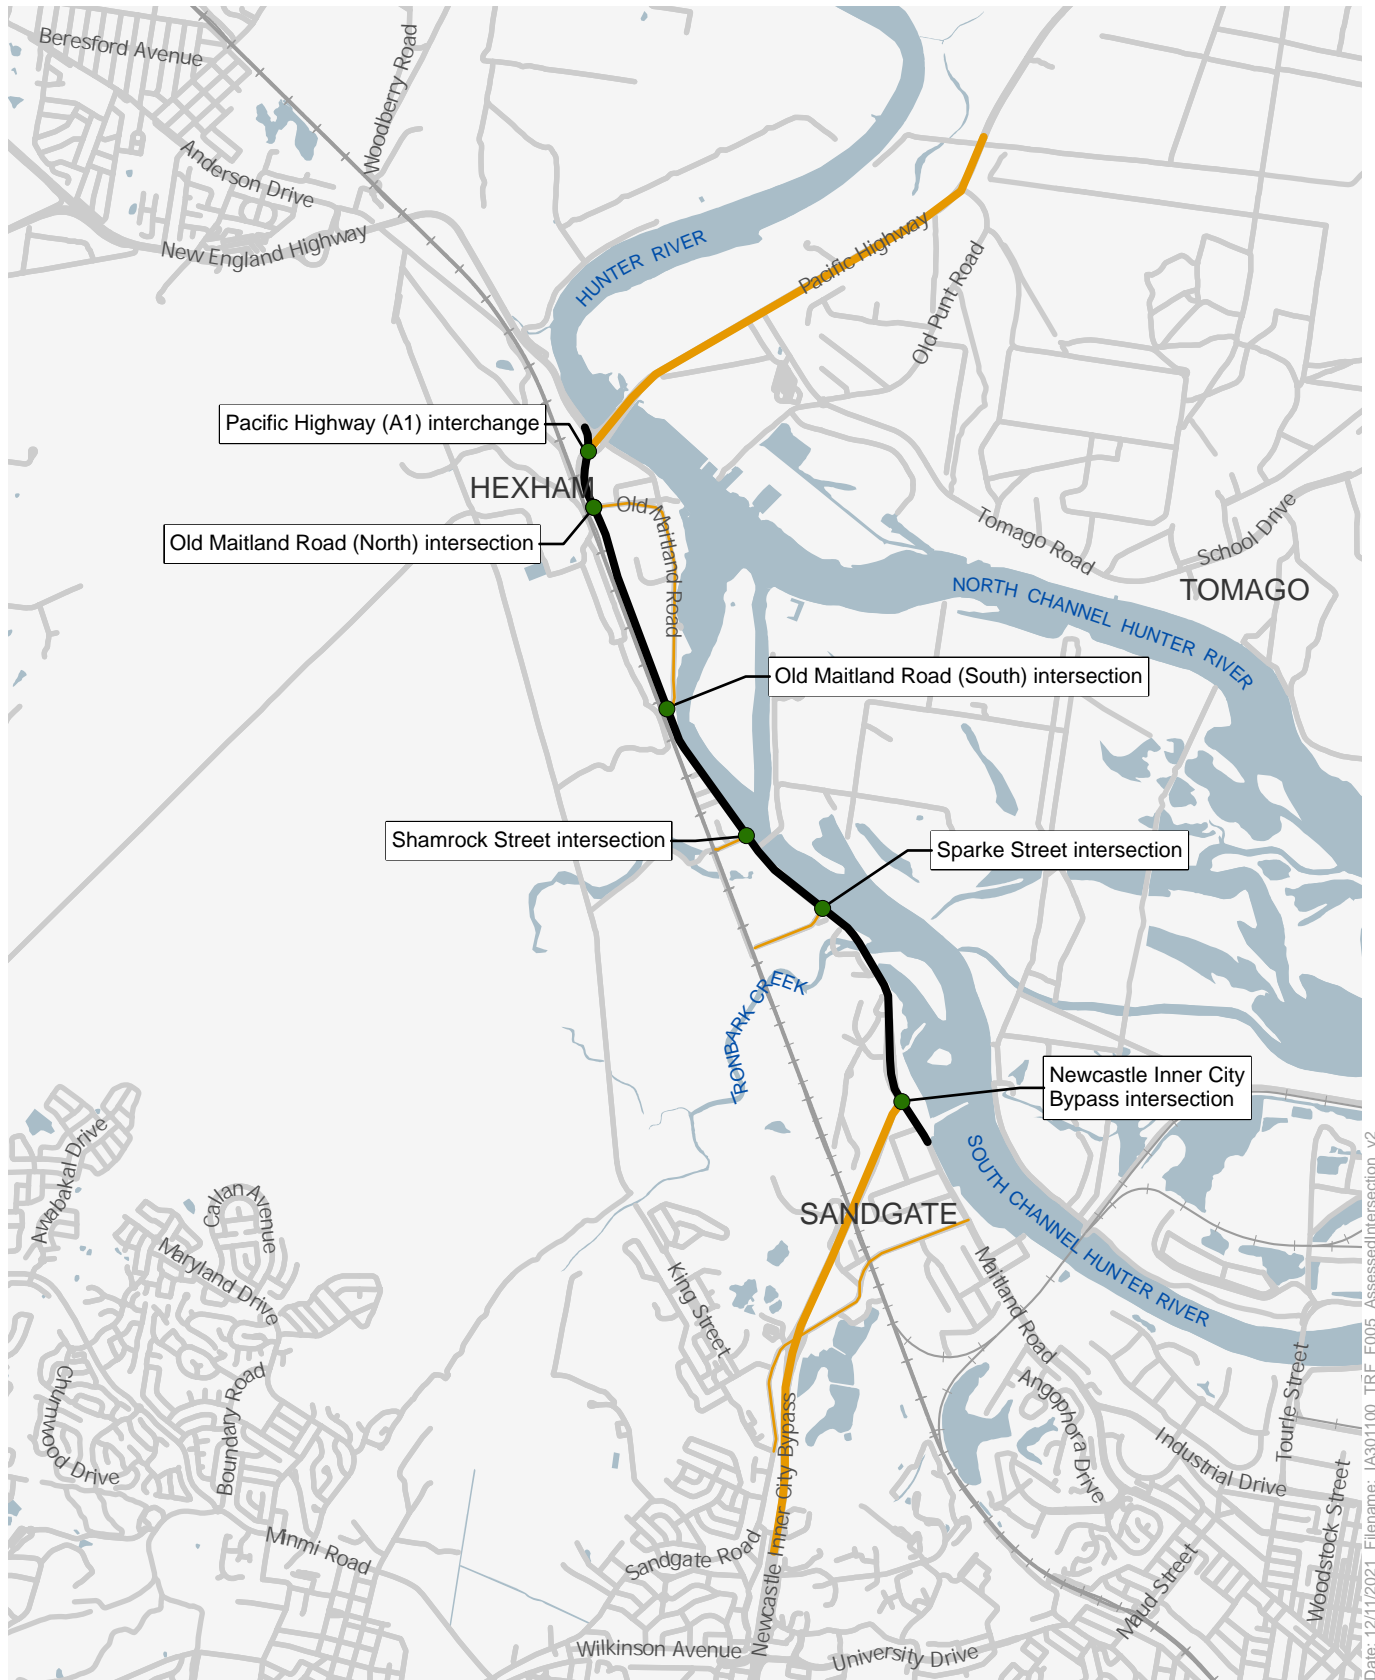 Beresford Avenue
Woodberry Road
Anderson Drive
New England Highway
HUNTER RIVER
Pacific Highway
Old Punt Road
Pacific Highway (A1) interchange
HEXHAM
Old Maitland Road
Old Maitland Road (North) intersection
Tomago Road
School Drive
TOMAGO
NORTH CHANNEL HUNTER RIVER
Old Maitland Road (South) intersection
Shamrock Street intersection
Sparke Street intersection
IRONBARK CREEK
Newcastle Inner City
Bypass intersection
SOUTH CHANNEL HUNTER RIVER
Awabakal Drive
Callan Avenue
Maryland Drive
SANDGATE
King Street
Maitland Road
Chunwood Drive
Boundary Road
Angophora Drive
Tourle Street
Industrial Drive
Minmi Road
Newcastle Inner City Bypass
Sandgate Road
Woodstock Street
Maud Street
Wilkinson Avenue
University Drive
Date: 12/11/2021 Filename: IA301100_TRF_F005_AssessedIntersection_v2